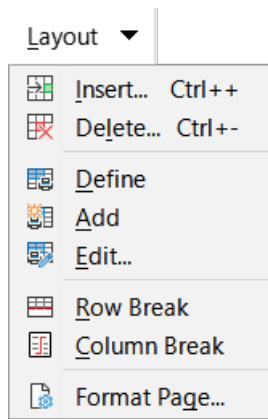 Layout
Insert... Ctrl++
Delete... Ctrl+-
Define
Add
Edit...
Row Break
Column Break
Format Page...